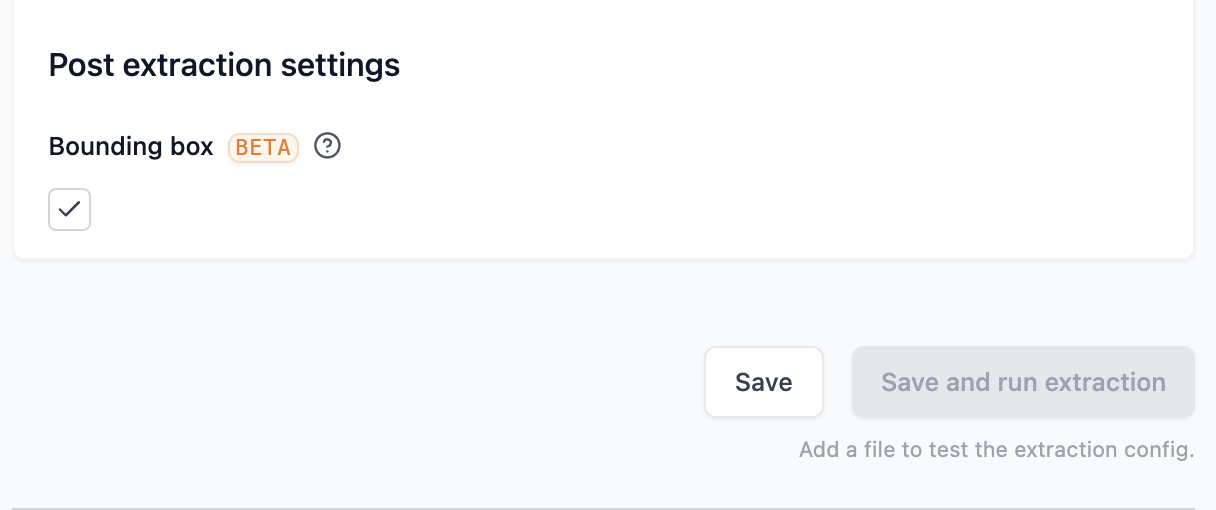 Post extraction settings
Bounding box BETA ?
Save
Save and run extraction
Add a file to test the extraction config.